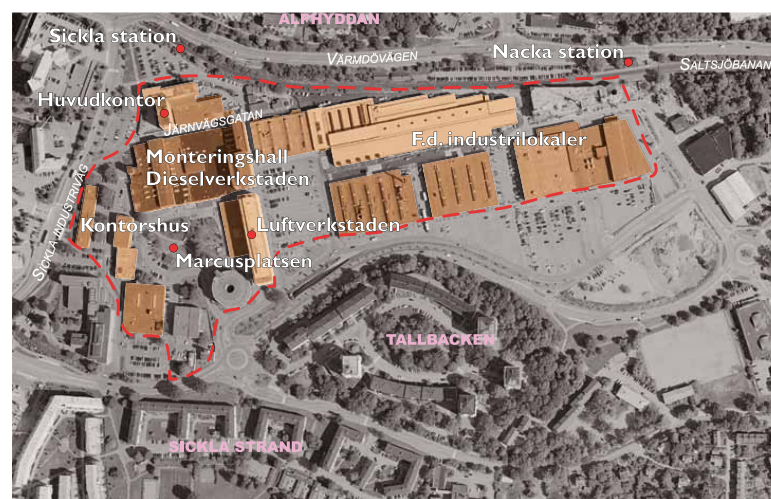 ALPHYDDAN
Sickla station
VÄRMDÖVÄGEN
Nacka station
SALTSJÖBANAN
Huvudkontor
JÄRNVÄGSGATAN
F.d. industrilokaler
Monteringshall
Dieselverkstaden
SICKLA INDUSTRIVÄG
Kontorshus
Luftverkstaden
Marcusplatsen
TALLBACKEN
SICKLA STRAND